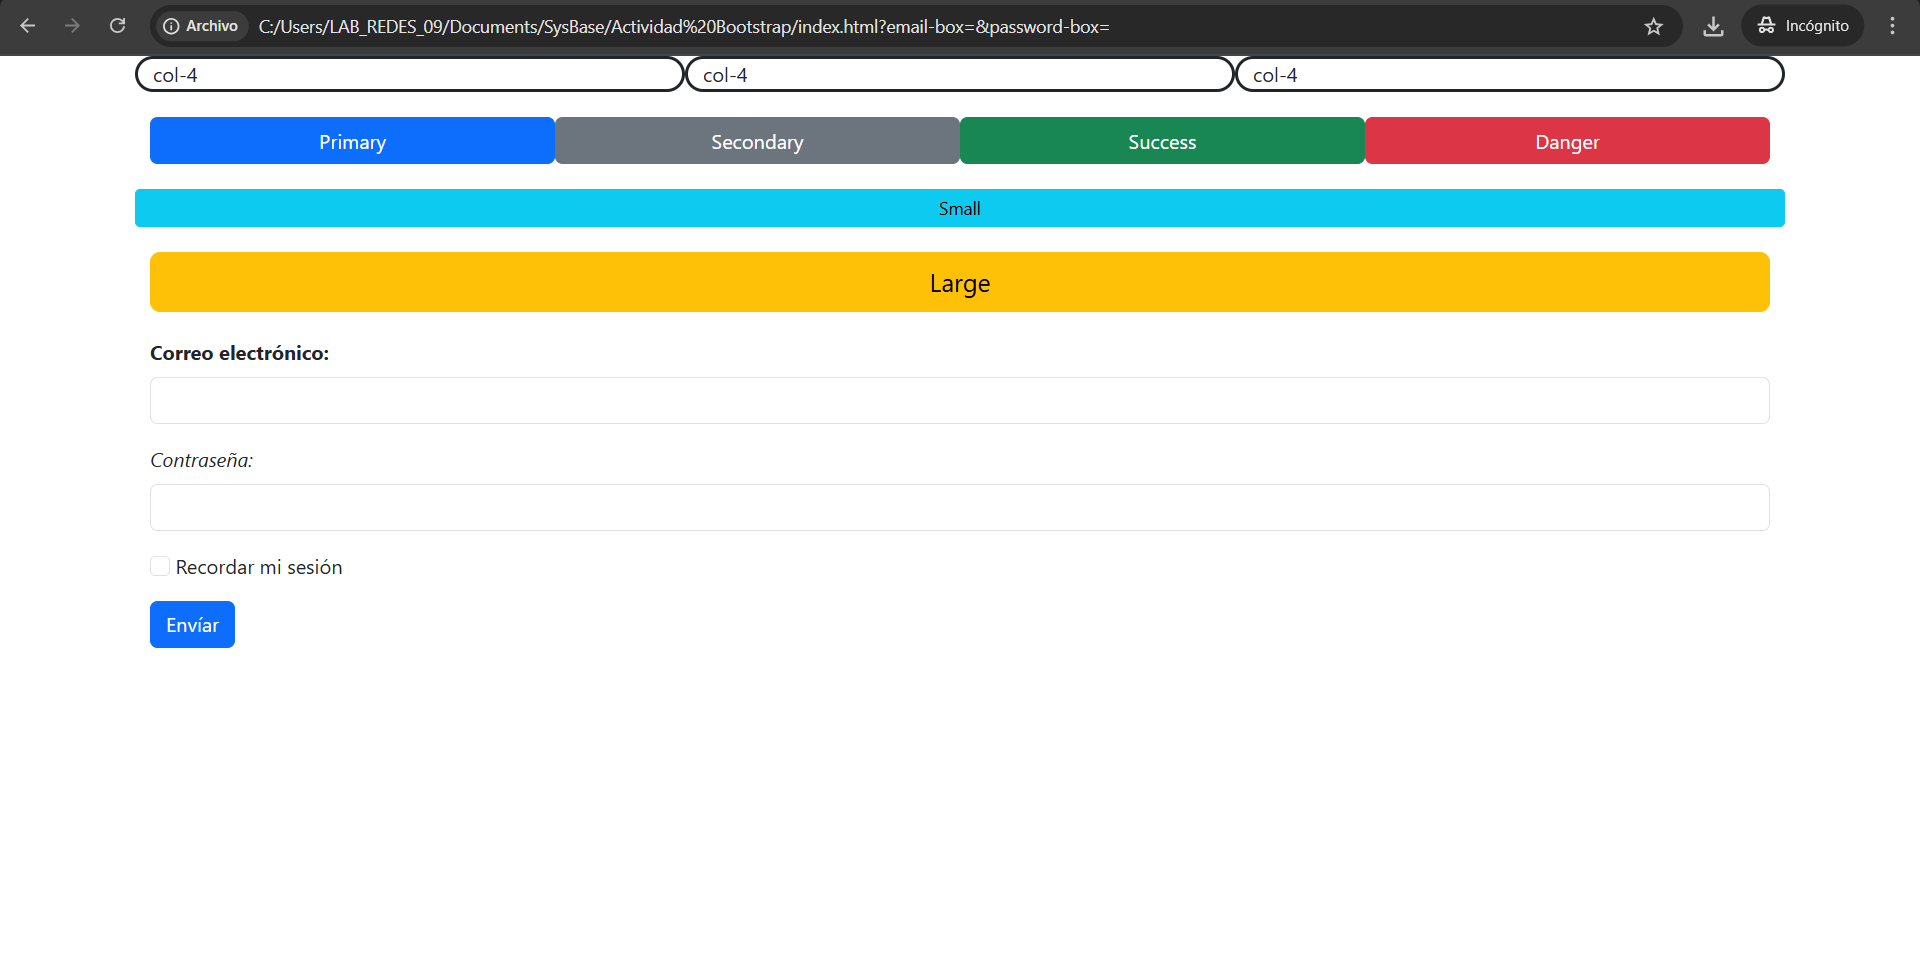 Archivo C:/Users/LAB_REDES_09/Documents/SysBase/Actividad%20Bootstrap/index.html?email-box=&password-box= Incógnito
col-4 col-4 col-4
Primary Secondary Success Danger
Small
Large
Correo electrónico:
Contraseña:
Recordar mi sesión
Envíar